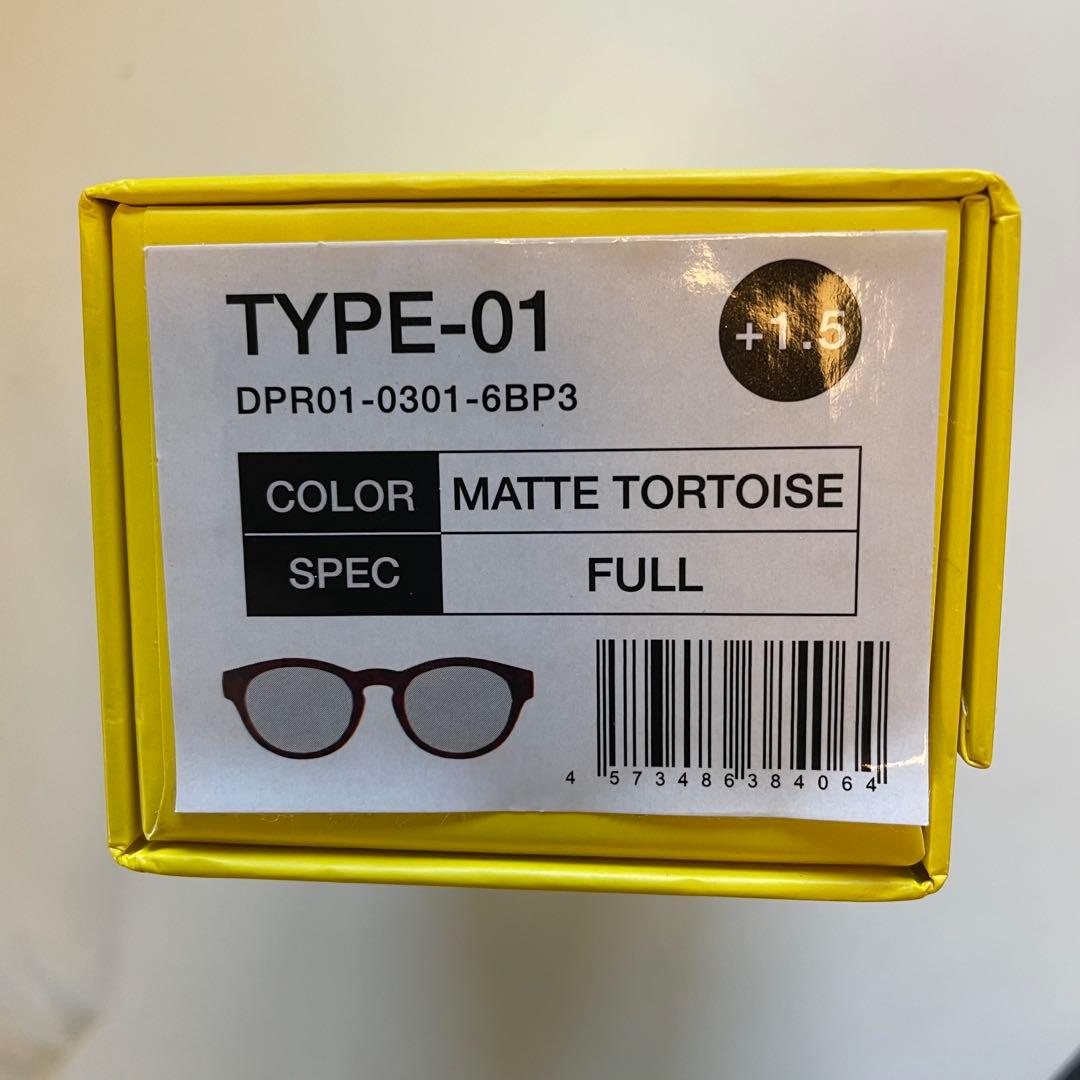 TYPE-01
+1.5
DPR01-0301-6BP3
COLOR MATTE TORTOISE
SPEC FULL
4 573486 384064